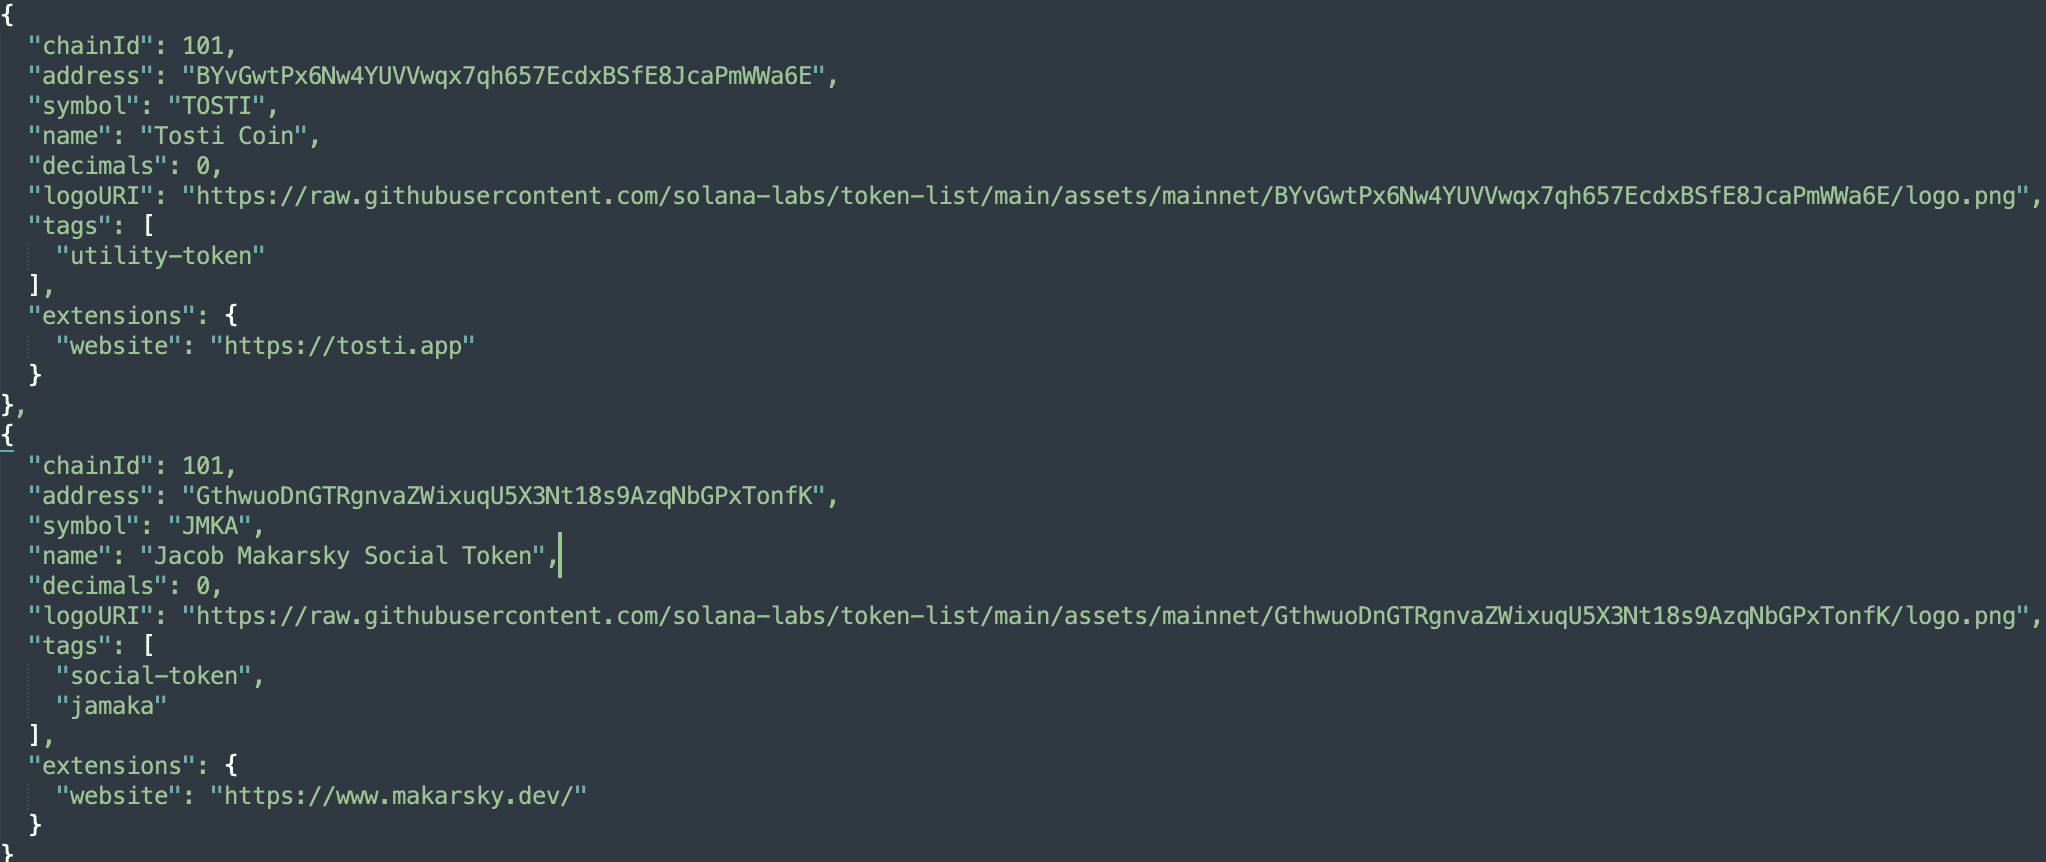 {
  "chainId": 101,
  "address": "BYvGwtPx6Nw4YUVVwqx7qh657EcdxBSfE8JcaPmWWa6E",
  "symbol": "TOSTI",
  "name": "Tosti Coin",
  "decimals": 0,
  "logoURI": "https://raw.githubusercontent.com/solana-labs/token-list/main/assets/mainnet/BYvGwtPx6Nw4YUVVwqx7qh657EcdxBSfE8JcaPmWWa6E/logo.png",
  "tags": [
    "utility-token"
  ],
  "extensions": {
    "website": "https://tosti.app"
  }
},
{
  "chainId": 101,
  "address": "GthwuoDnGTRgnvaZWixuqU5X3Nt18s9AzqNbGPxTonfK",
  "symbol": "JMKA",
  "name": "Jacob Makarsky Social Token",
  "decimals": 0,
  "logoURI": "https://raw.githubusercontent.com/solana-labs/token-list/main/assets/mainnet/GthwuoDnGTRgnvaZWixuqU5X3Nt18s9AzqNbGPxTonfK/logo.png",
  "tags": [
    "social-token",
    "jamaka"
  ],
  "extensions": {
    "website": "https://www.makarsky.dev/"
  }
}